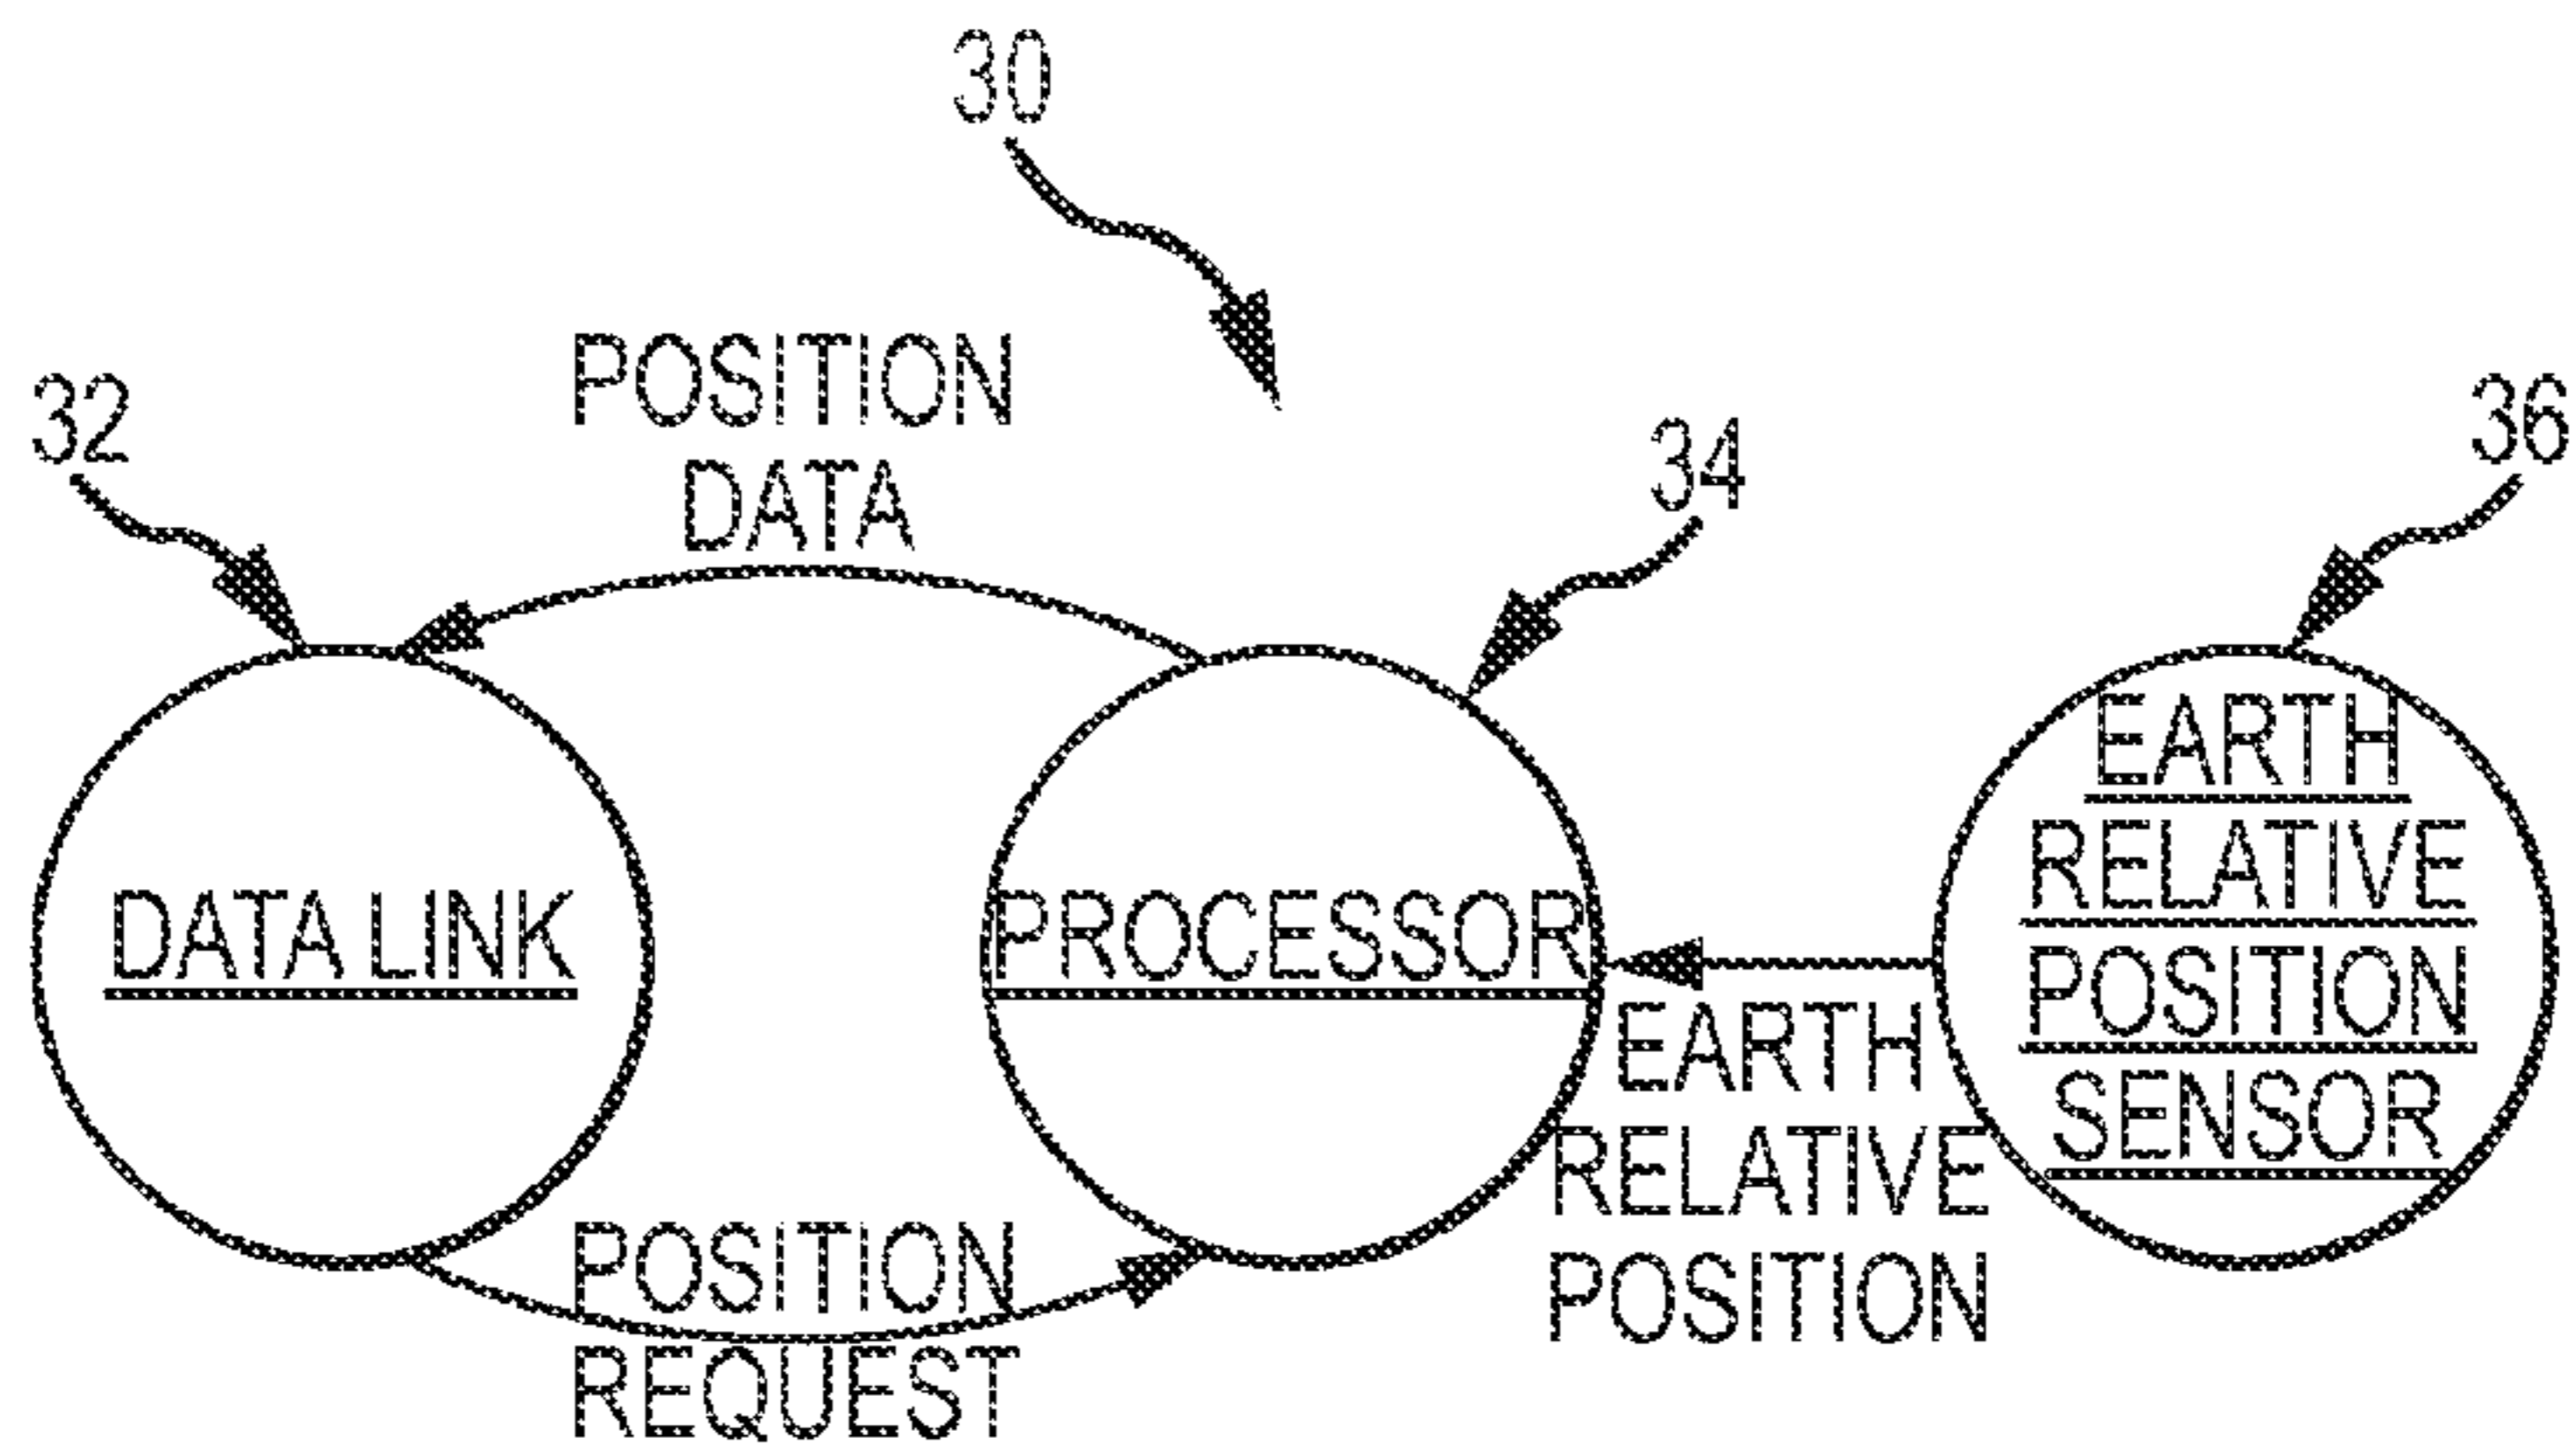 30
POSITION
DATA
32
34
36
DATA LINK
PROCESSOR
EARTH
RELATIVE
POSITION
SENSOR
EARTH
RELATIVE
POSITION
POSITION
REQUEST